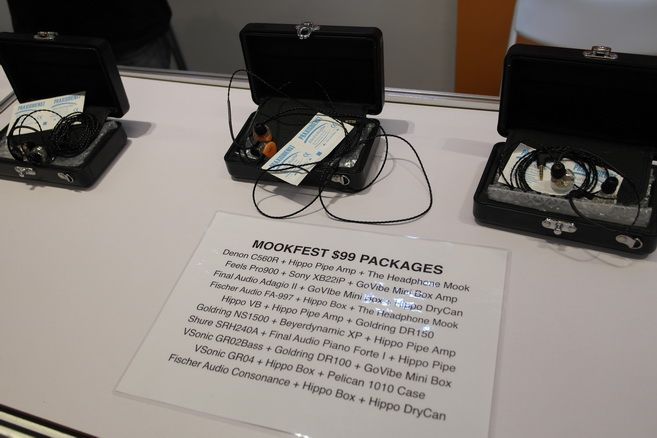 MOOKFEST $99 PACKAGES
Denon C560R + Hippo Pipe Amp + The Headphone Mook
Feels Pro900 + Sony XB22iP + GoVibe Mini Box Amp
Final Audio Adagio II + GoVibe Mini Box + Hippo DryCan
Fischer Audio FA-997 + Hippo Box + The Headphone Mook
Hippo VB + Hippo Pipe Amp + Goldring DR150
Goldring NS1500 + Beyerdynamic XP + Hippo Pipe Amp
Shure SRH240A + Final Audio Piano Forte I + Hippo Pipe
VSonic GR02Bass + Goldring DR100 + GoVibe Mini Box
VSonic GR04 + Hippo Box + Pelican 1010 Case
Fischer Audio Consonance + Hippo Box + Hippo DryCan